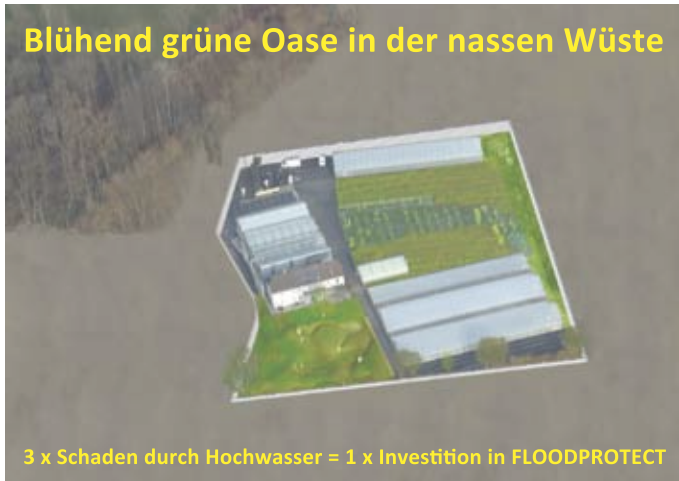 Blühend grüne Oase in der nassen Wüste
3 x Schaden durch Hochwasser = 1 x Investition in FLOODPROTECT